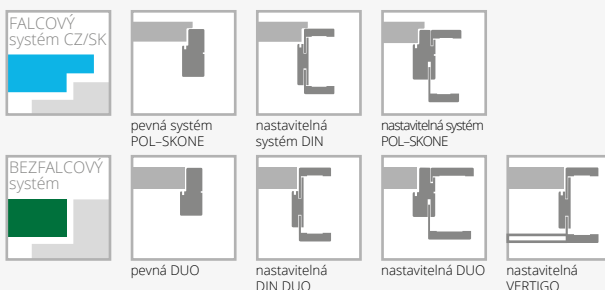 FALCOVÝ
systém CZ/SK
pevná systém
POL–SKONE
nastavitelná
systém DIN
nastavitelná systém
POL–SKONE
BEZFALCOVÝ
systém
pevná DUO
nastavitelná
DIN DUO
nastavitelná DUO
nastavitelná
VERTIGO